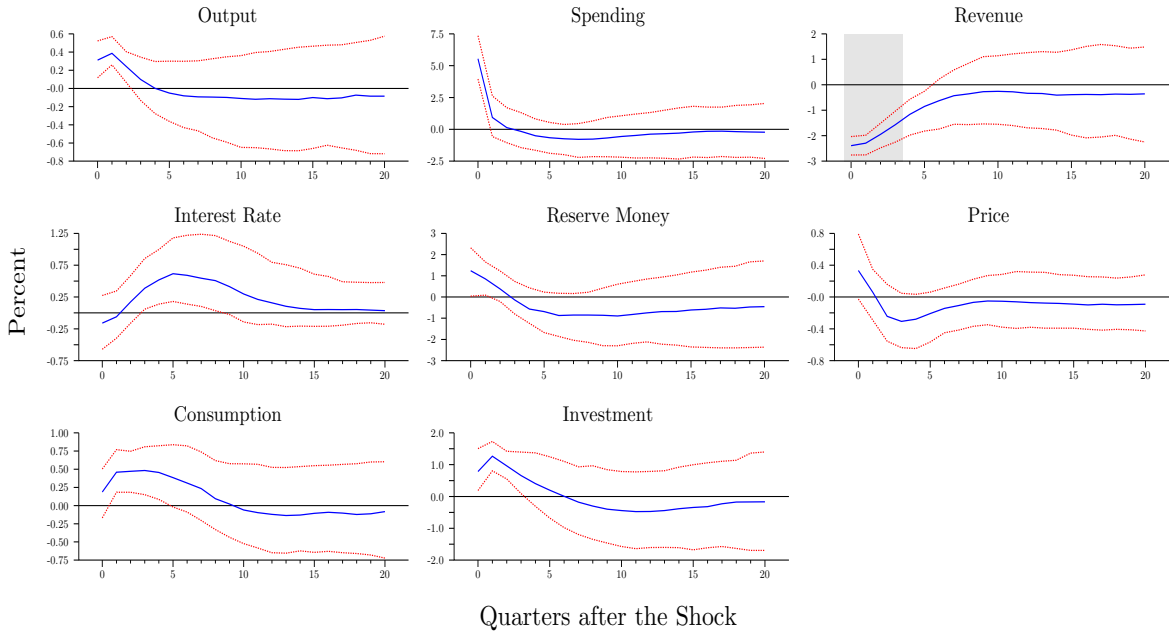 Output
Spending
Revenue
0.6
0.4
0.2
-0.0
-0.2
-0.4
-0.6
-0.8
0 5 10 15 20
7.5
5.0
2.5
0.0
-2.5
0 5 10 15 20
2
1
0
-1
-2
-3
0 5 10 15 20
Interest Rate
Reserve Money
Price
1.25
0.75
0.25
-0.25
-0.75
0 5 10 15 20
3
2
1
0
-1
-2
-3
0 5 10 15 20
0.8
0.4
-0.0
-0.4
-0.8
0 5 10 15 20
Percent
Consumption
Investment
1.00
0.75
0.50
0.25
0.00
-0.25
-0.50
-0.75
0 5 10 15 20
2.0
1.0
0.0
-1.0
-2.0
0 5 10 15 20
Quarters after the Shock